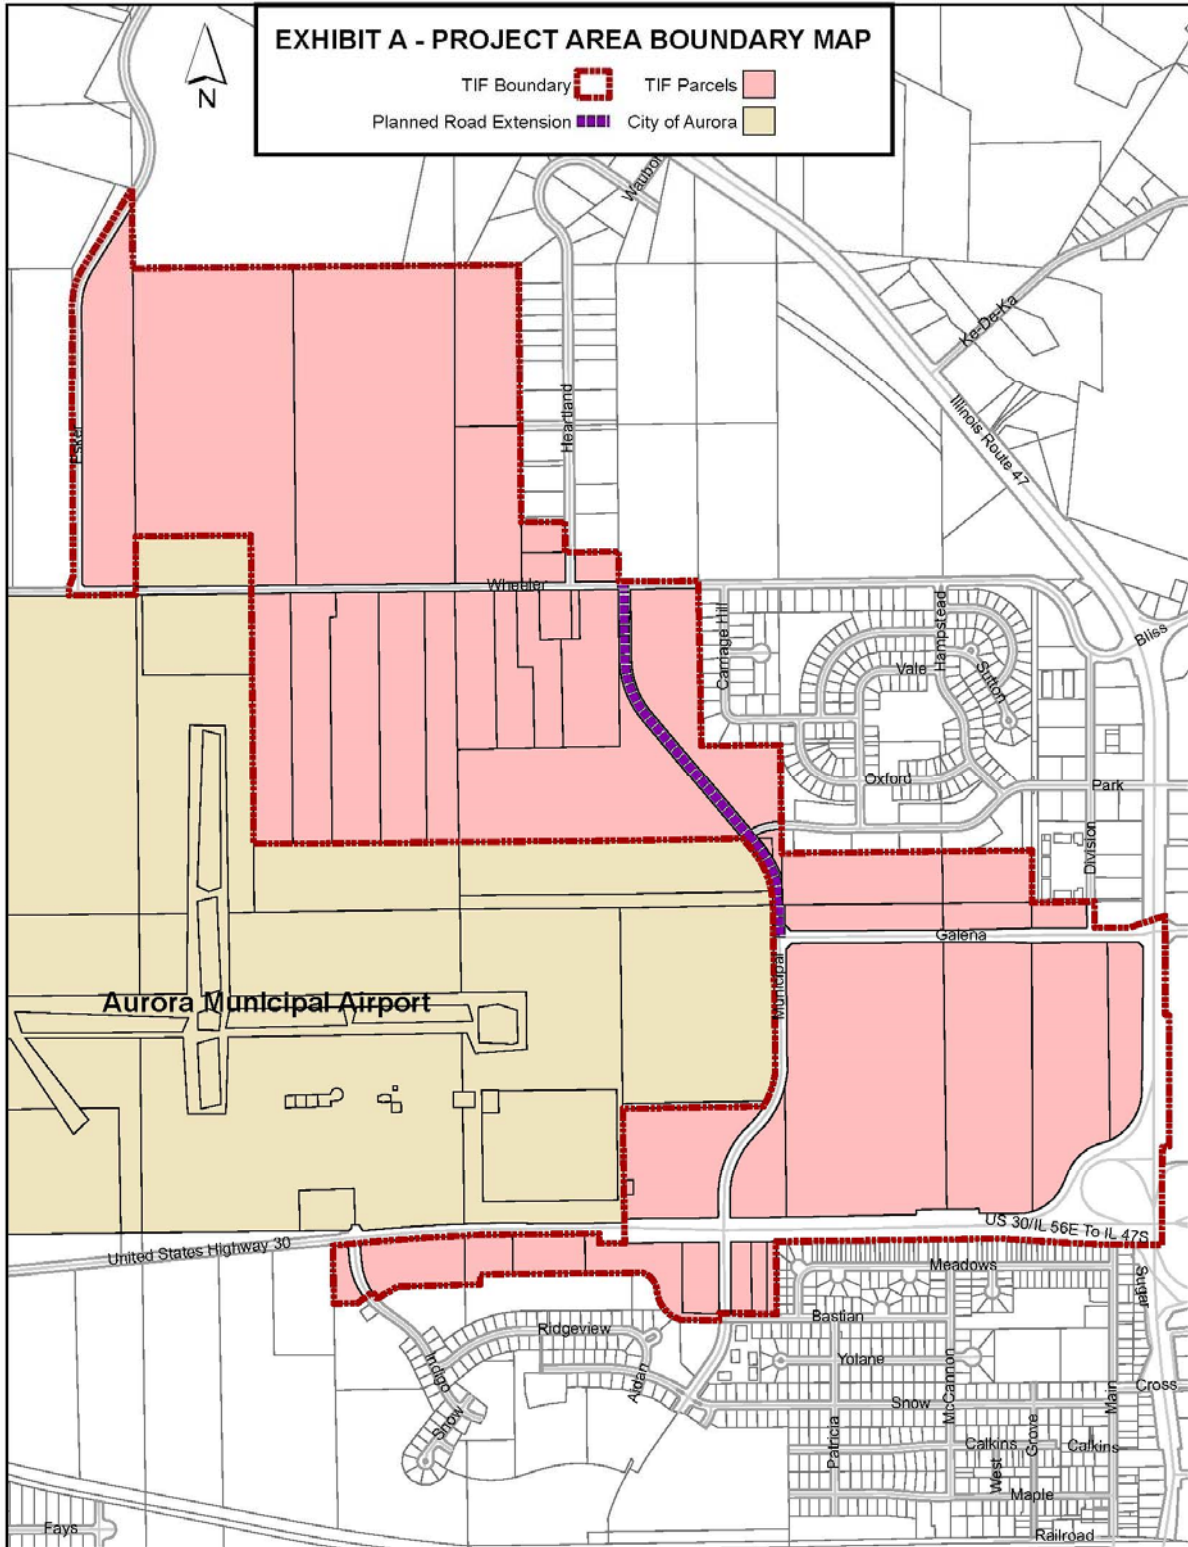 EXHIBIT A - PROJECT AREA BOUNDARY MAP
TIF Boundary
TIF Parcels
Planned Road Extension
City of Aurora
N
Waubon
Ke-De-Ka
Illinois Route 47
Heartland
Esker
Wheeler
Bliss
Hampstead
Carriage Hill
Vale
Sutton
Oxford
Park
Division
Galena
Municipal
Aurora Municipal Airport
US 30/IL 56E To IL 47S
United States Highway 30
Meadows
Sugar
Bastian
Ridgeview
Yolane
Indigo
Aidan
McCannon
Main
Cross
Snow
Snow
Patricia
Grove
Calkins
Calkins
West
Maple
Fays
Railroad